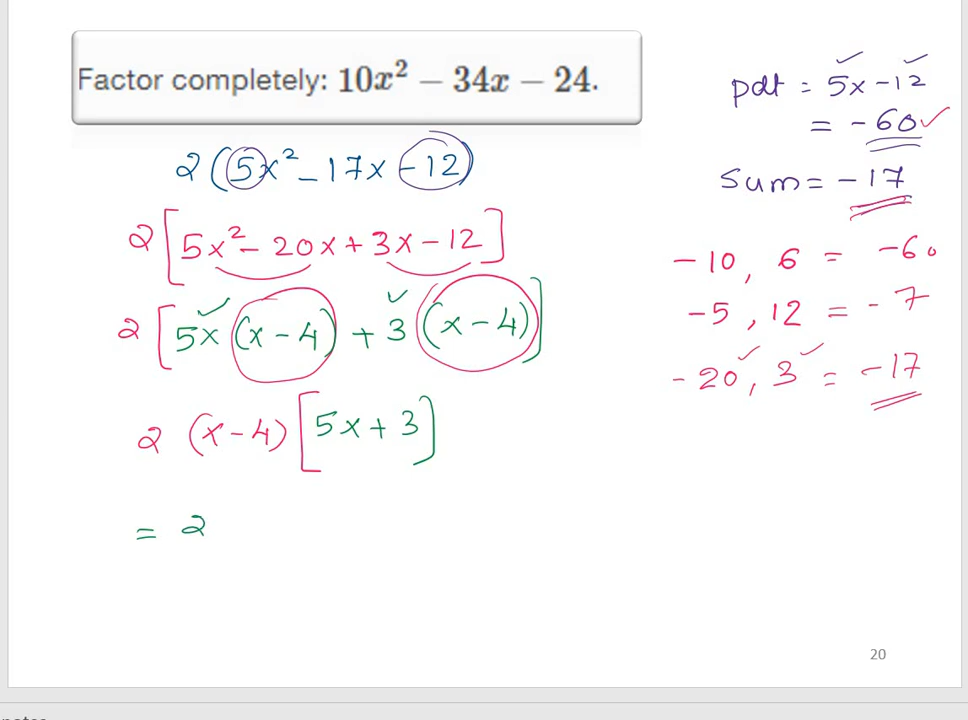 Factor completely: 10x² − 34x − 24.
2 (5x² − 17x − 12)
2 [5x² − 20x + 3x − 12]
2 [5x (x − 4) + 3 (x − 4)]
2 (x − 4) [5x + 3]
= 2
pdt = 5x −12
= −60
Sum = −17
−10, 6 = −60
−5, 12 = −7
−20, 3 = −17
20